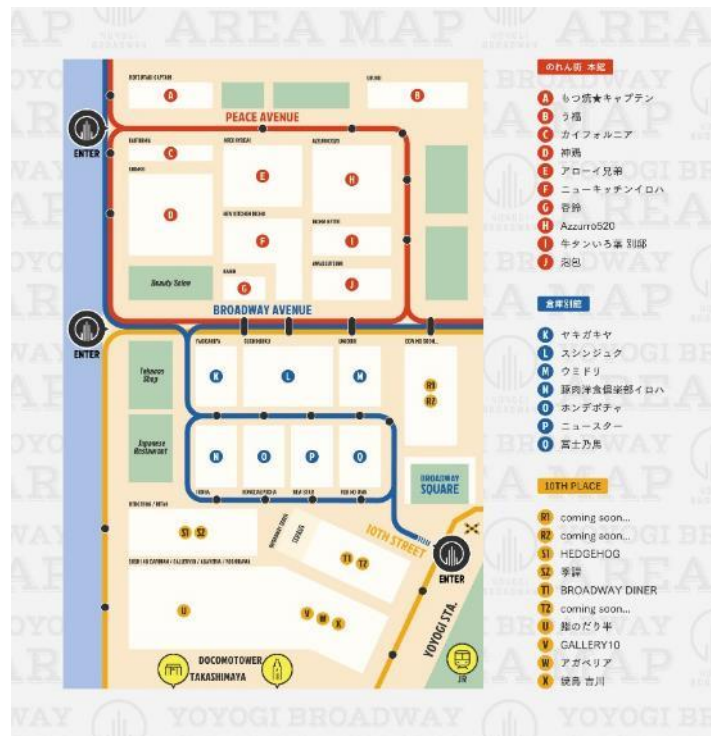 AREA MAP
PEACE AVENUE
A
B
ENTER
C
E
H
D
F
I
G
J
Beauty Salon
BROADWAY AVENUE
ENTER
Tobacco Shop
K
L
M
R1
R2
Japanese Restaurant
N
O
P
Q
BROADWAY
SQUARE
S1 S2
10TH STREET
T1 T2
ENTER
U
V W X
YOYOGI STA.
DOCOMOTOWER
TAKASHIMAYA
JR
のれん街 本館
A もつ焼★キャプテン
B う福
C カイフォルニア
D 神鶏
E アローイ兄弟
F ニューキッチンイロハ
G 香鈴
H Azzurro520
I 牛タンいろ葉 別邸
J 泡包
倉庫別館
K ヤキガキヤ
L スシンジュク
M ウミドリ
N 豚肉洋食倶楽部イロハ
O ホンデポチャ
P ニュースター
Q 富士乃馬
10TH PLACE
R1 coming soon...
R2 coming soon...
S1 HEDGEHOG
S2 季譚
T1 BROADWAY DINER
T2 coming soon...
U 鮨のだり半
V GALLERY10
W アガベリア
X 焼鳥 吉川
YOYOGI BROADWAY